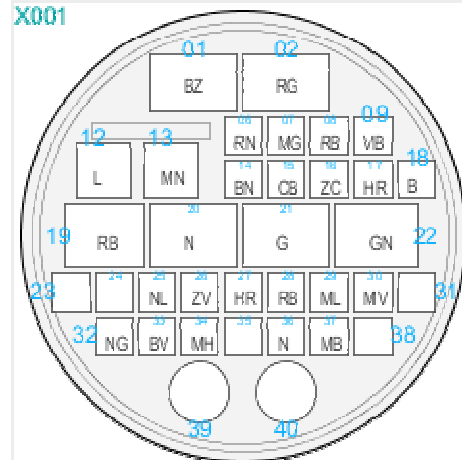 X001
01 02
BZ RG
06 07 08 09
RN MG RB VIB
12 13
L MN
14 15 16 17 18
BN CB ZC HR B
19 20 21 22
RB N G GN
23 24 25 26 27 28 29 30 31
NL ZV HR RB ML MIV
32 33 34 35 36 37 38
NG BV MH N MB
39 40